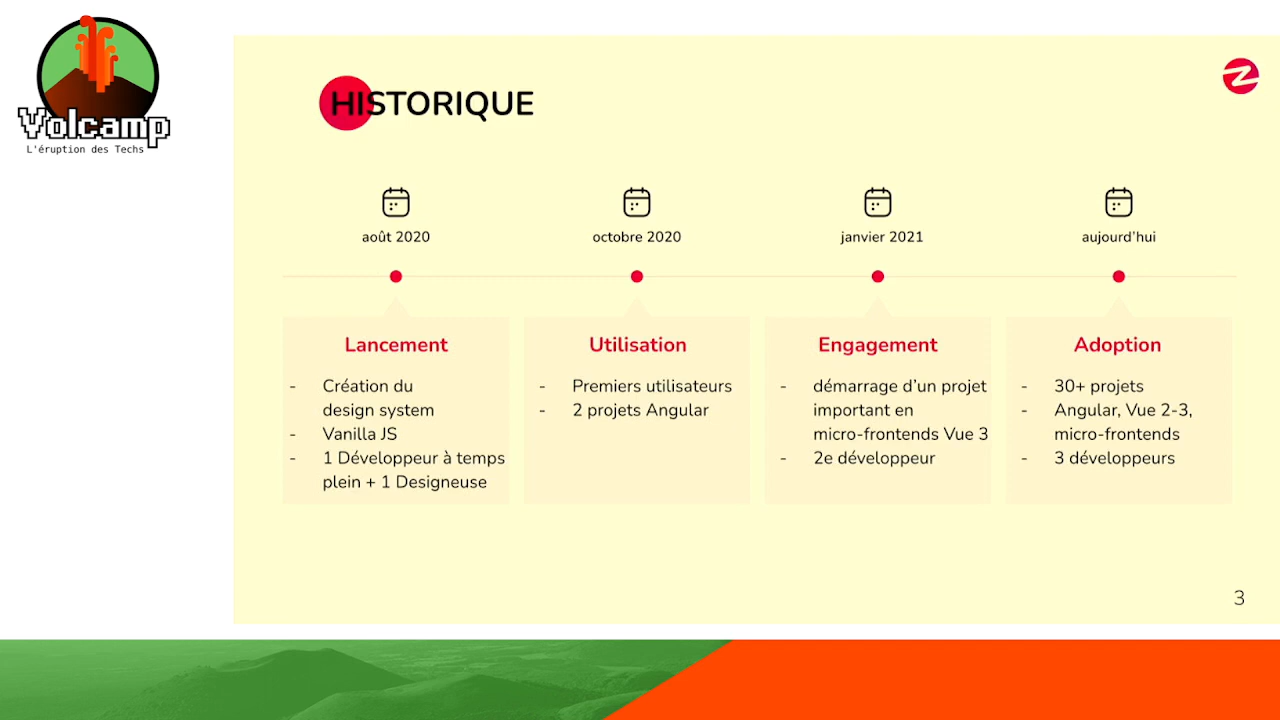 Volcamp
L'éruption des Techs
HISTORIQUE
août 2020
octobre 2020
janvier 2021
aujourd'hui
Lancement
- Création du
design system
- Vanilla JS
- 1 Développeur à temps
plein + 1 Designeuse
Utilisation
- Premiers utilisateurs
- 2 projets Angular
Engagement
- démarrage d'un projet
important en
micro-frontends Vue 3
- 2e développeur
Adoption
- 30+ projets
- Angular, Vue 2-3,
micro-frontends
- 3 développeurs
3